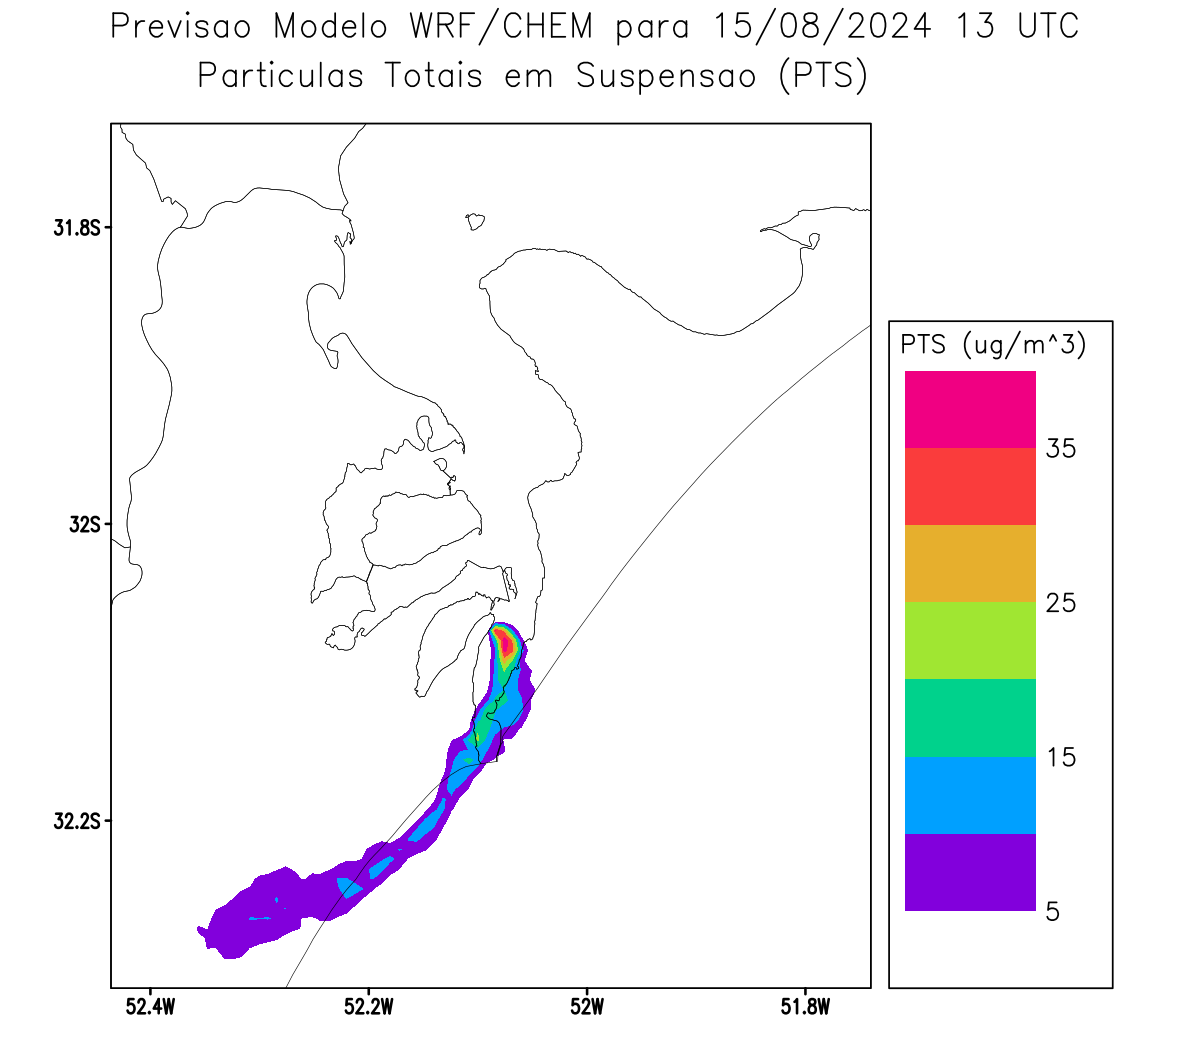 Previsao Modelo WRF/CHEM para 15/08/2024 13 UTC
Particulas Totais em Suspensao (PTS)
31.8S
32S
32.2S
52.4W 52.2W 52W 51.8W
PTS (ug/m^3)
35
25
15
5